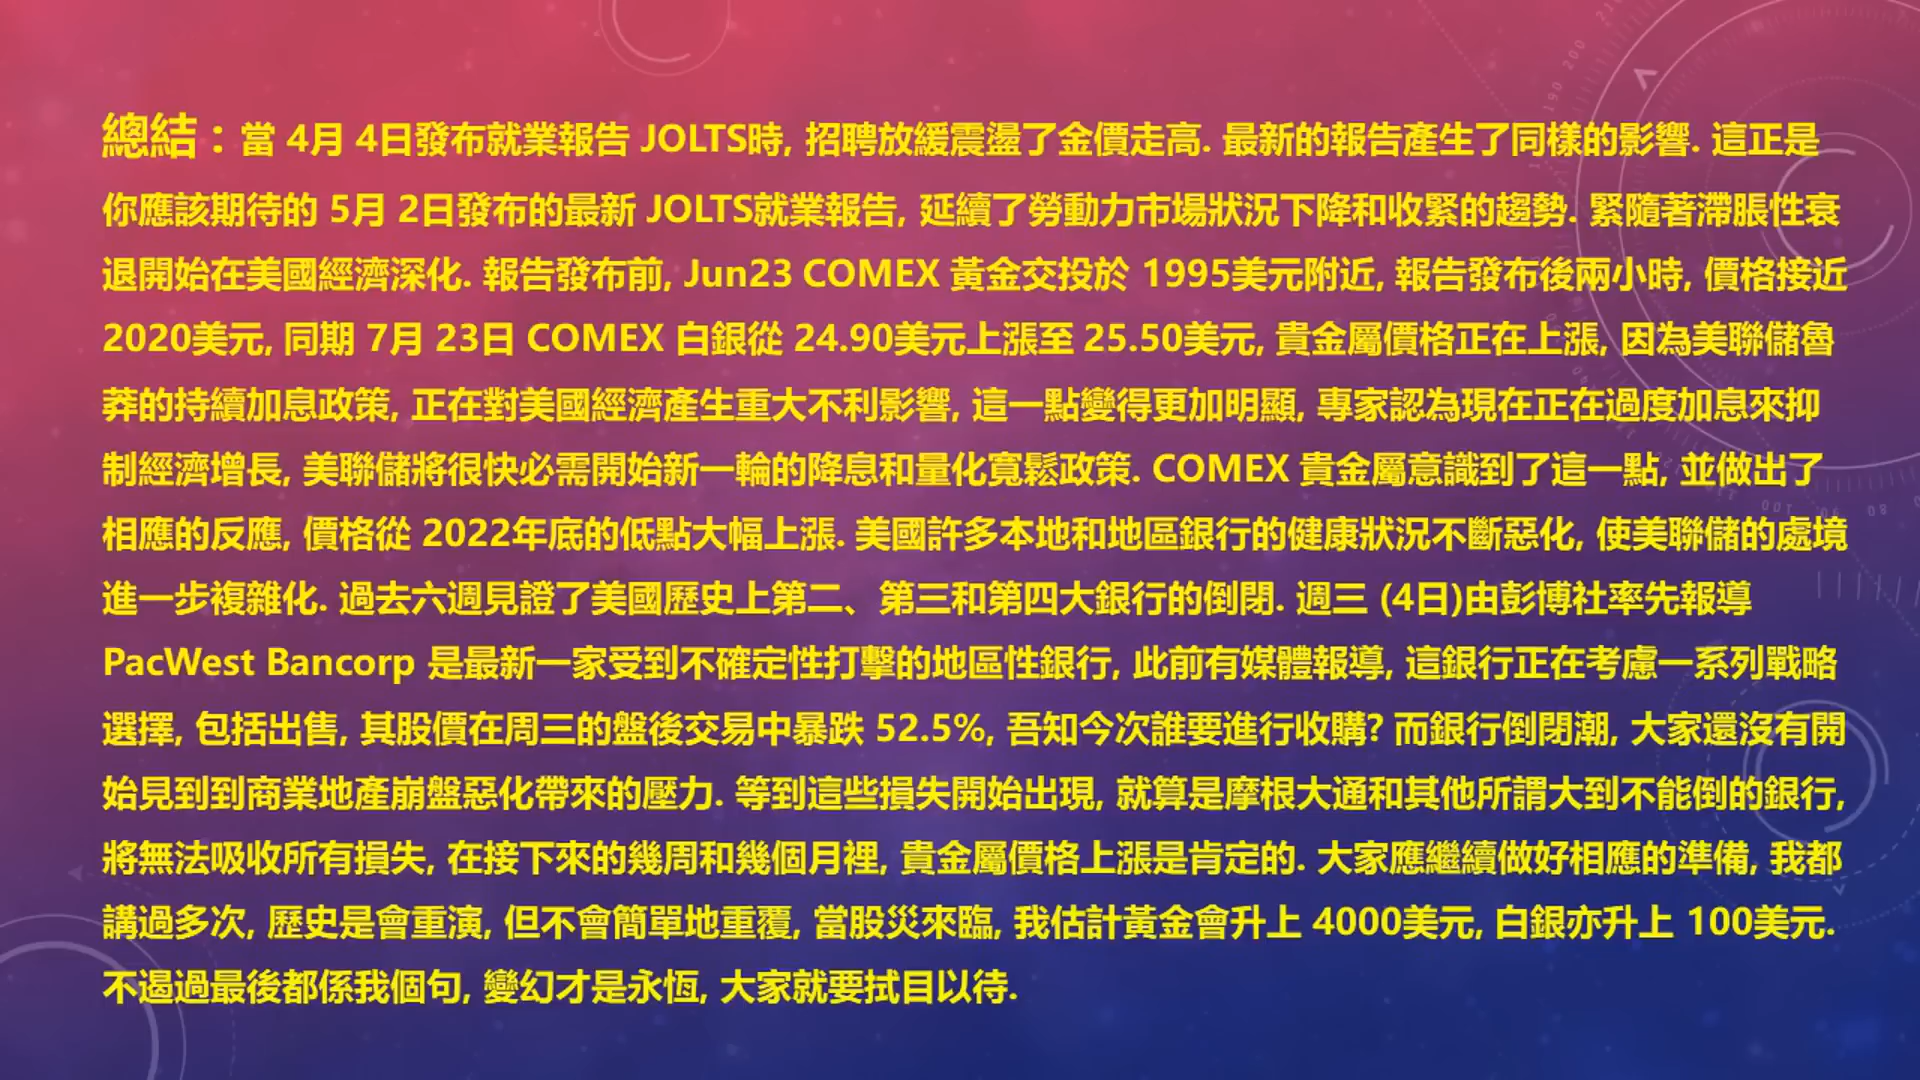 總結：當 4月 4日發布就業報告 JOLTS時, 招聘放緩震盪了金價走高. 最新的報告產生了同樣的影響. 這正是
你應該期待的 5月 2日發布的最新 JOLTS就業報告, 延續了勞動力市場狀況下降和收緊的趨勢. 緊隨著滯脹性衰
退開始在美國經濟深化. 報告發布前, Jun23 COMEX 黃金交投於 1995美元附近, 報告發布後兩小時, 價格接近
2020美元, 同期 7月 23日 COMEX 白銀從 24.90美元上漲至 25.50美元, 貴金屬價格正在上漲, 因為美聯儲魯
莽的持續加息政策, 正在對美國經濟產生重大不利影響, 這一點變得更加明顯, 專家認為現在正在過度加息來抑
制經濟增長, 美聯儲將很快必需開始新一輪的降息和量化寬鬆政策. COMEX 貴金屬意識到了這一點, 並做出了
相應的反應, 價格從 2022年底的低點大幅上漲. 美國許多本地和地區銀行的健康狀況不斷惡化, 使美聯儲的處境
進一步複雜化. 過去六週見證了美國歷史上第二、第三和第四大銀行的倒閉. 週三 (4日)由彭博社率先報導
PacWest Bancorp 是最新一家受到不確定性打擊的地區性銀行, 此前有媒體報導, 這銀行正在考慮一系列戰略
選擇, 包括出售, 其股價在周三的盤後交易中暴跌 52.5%, 吾知今次誰要進行收購? 而銀行倒閉潮, 大家還沒有開
始見到到商業地產崩盤惡化帶來的壓力. 等到這些損失開始出現, 就算是摩根大通和其他所謂大到不能倒的銀行,
將無法吸收所有損失, 在接下來的幾周和幾個月裡, 貴金屬價格上漲是肯定的. 大家應繼續做好相應的準備, 我都
講過多次, 歷史是會重演, 但不會簡單地重覆, 當股災來臨, 我估計黃金會升上 4000美元, 白銀亦升上 100美元.
不遏過最後都係我個句, 變幻才是永恆, 大家就要拭目以待.
190
200
210
100
90
80